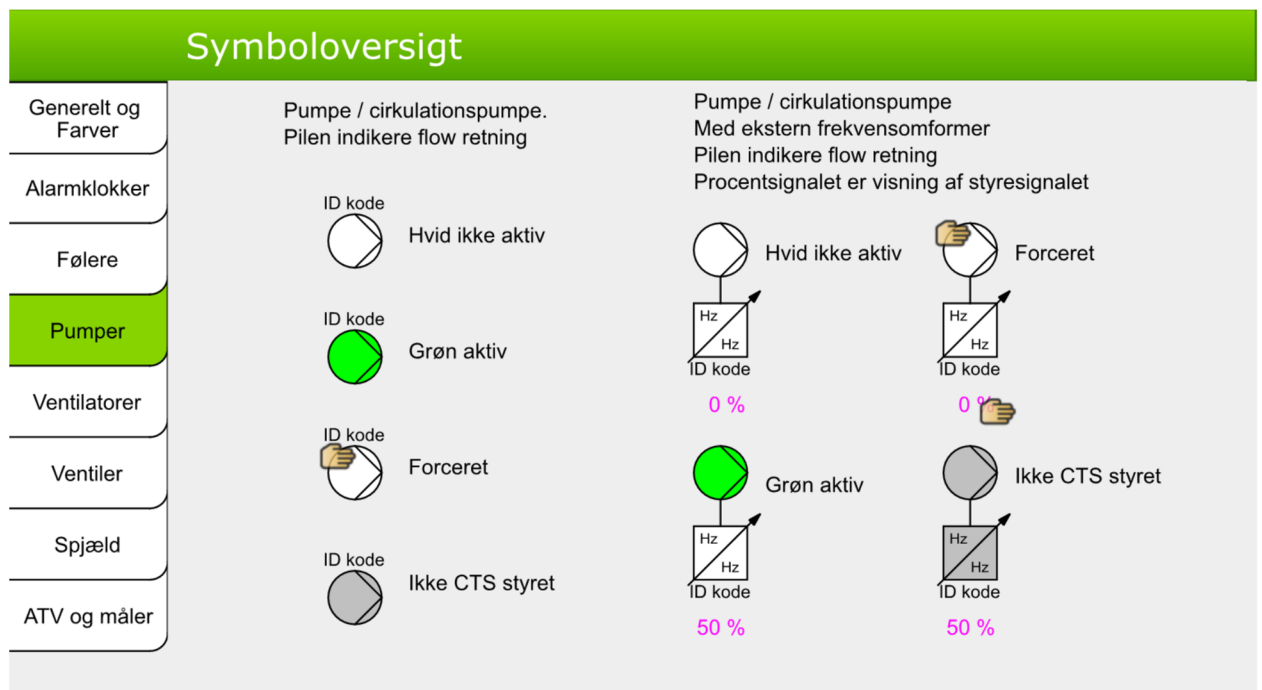 Symboloversigt
Generelt og
Farver
Alarmklokker
Følere
Pumper
Ventilatorer
Ventiler
Spjæld
ATV og måler
Pumpe / cirkulationspumpe.
Pilen indikere flow retning
ID kode
Hvid ikke aktiv
ID kode
Grøn aktiv
ID kode
Forceret
ID kode
Ikke CTS styret
Pumpe / cirkulationspumpe
Med ekstern frekvensomformer
Pilen indikere flow retning
Procentsignalet er visning af styresignalet
Hvid ikke aktiv
Hz
Hz
ID kode
0 %
Forceret
Hz
Hz
ID kode
0 %
Grøn aktiv
Hz
Hz
ID kode
50 %
Ikke CTS styret
Hz
Hz
ID kode
50 %